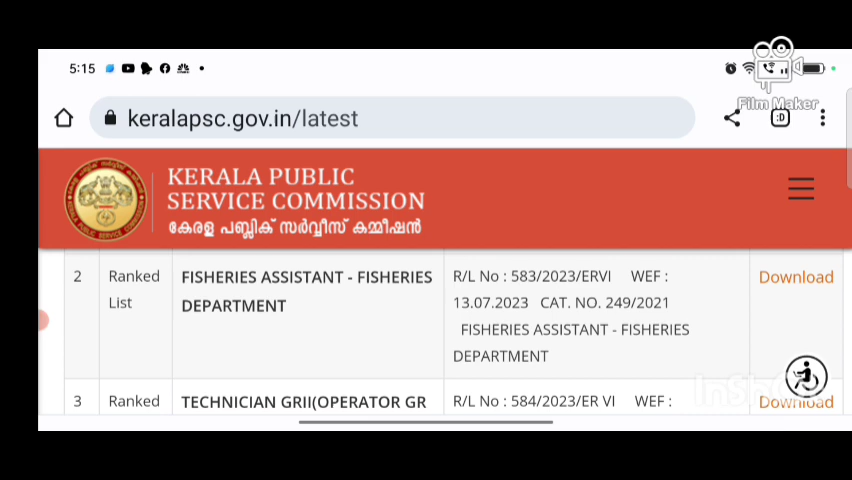 5:15
Film Maker
keralapsc.gov.in/latest
:D
KERALA PUBLIC
SERVICE COMMISSION
കേരള പബ്ലിക് സർവ്വീസ് കമ്മീഷൻ
2 Ranked FISHERIES ASSISTANT - FISHERIES R/L No : 583/2023/ERVI WEF : Download
List DEPARTMENT 13.07.2023 CAT. NO. 249/2021
FISHERIES ASSISTANT - FISHERIES
DEPARTMENT
3 Ranked TECHNICIAN GRII(OPERATOR GR R/L No : 584/2023/ER VI WEF : Download